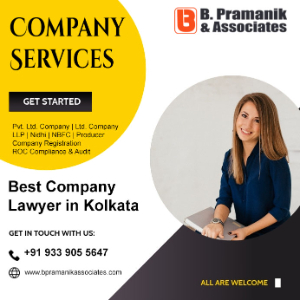 B. Pramanik
& Associates
COMPANY
SERVICES
GET STARTED
Pvt. Ltd. Company | Ltd. Company
LLP | Nidhi | NBFC | Producer
Company Registration
ROC Compliance & Audit
Best Company
Lawyer in Kolkata
GET IN TOUCH WITH US:
+91 933 905 5647
www.bpramanikassociates.com
ALL ARE WELCOME